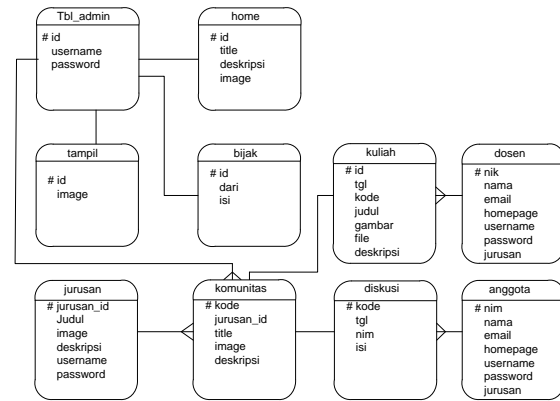 Tbl_admin
# id
username
password
home
# id
title
deskripsi
image
tampil
# id
image
bijak
# id
dari
isi
kuliah
# id
tgl
kode
judul
gambar
file
deskripsi
dosen
# nik
nama
email
homepage
username
password
jurusan
jurusan
# jurusan_id
Judul
image
deskripsi
username
password
komunitas
# kode
jurusan_id
title
image
deskripsi
diskusi
# kode
tgl
nim
isi
anggota
# nim
nama
email
homepage
username
password
jurusan